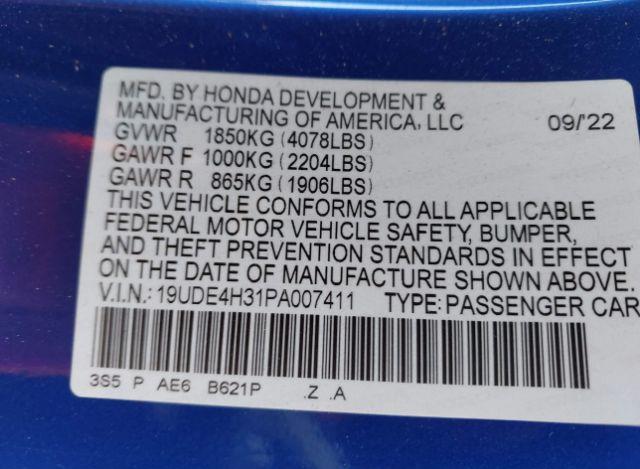 MFD. BY HONDA DEVELOPMENT &
MANUFACTURING OF AMERICA, LLC 09/'22
GVWR 1850KG (4078LBS)
GAWR F 1000KG (2204LBS)
GAWR R 865KG (1906LBS)
THIS VEHICLE CONFORMS TO ALL APPLICABLE
FEDERAL MOTOR VEHICLE SAFETY, BUMPER,
AND THEFT PREVENTION STANDARDS IN EFFECT
ON THE DATE OF MANUFACTURE SHOWN ABOVE.
V.I.N.: 19UDE4H31PA007411 TYPE: PASSENGER CAR
3S5 P AE6 B621P .Z .A